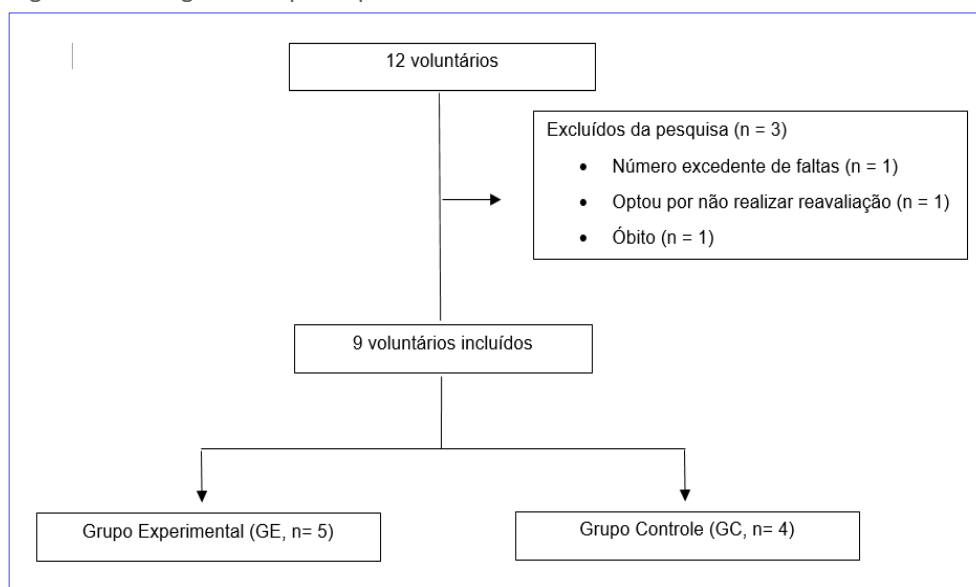 12 voluntários
Excluídos da pesquisa (n = 3)
• Número excedente de faltas (n = 1)
• Optou por não realizar reavaliação (n = 1)
• Óbito (n = 1)
9 voluntários incluídos
Grupo Experimental (GE, n= 5)
Grupo Controle (GC, n= 4)